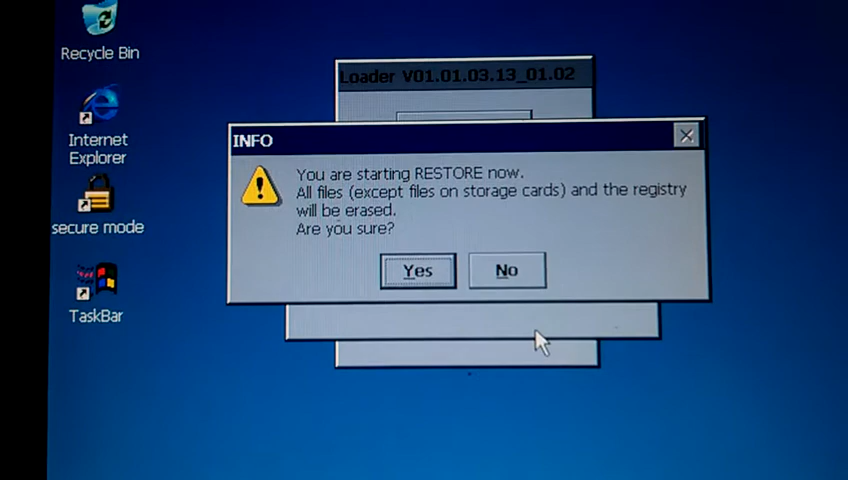 Recycle Bin
Internet
Explorer
secure mode
TaskBar
Loader V01.01.03.13_01.02
INFO
You are starting RESTORE now.
All files (except files on storage cards) and the registry
will be erased.
Are you sure?
Yes
No